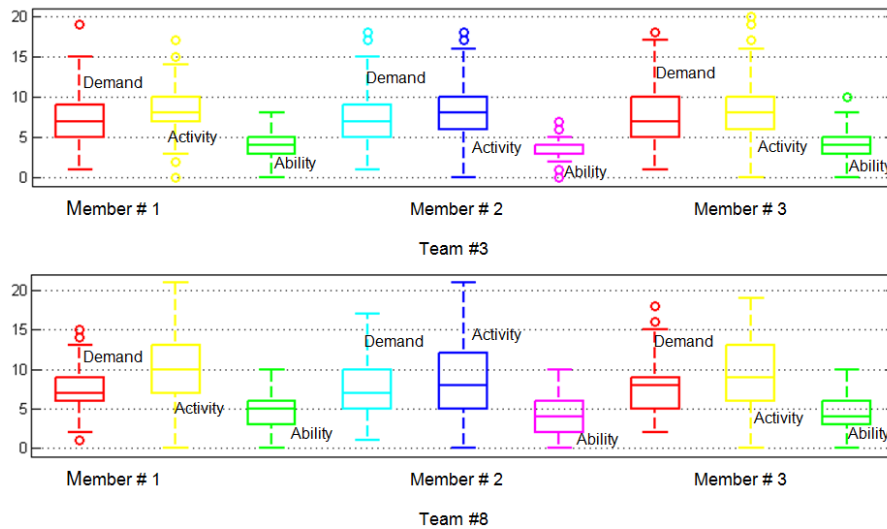 20
15
10
5
0
Demand
Activity
Ability
Demand
Activity
Ability
Demand
Activity
Ability
Member # 1
Member # 2
Member # 3
Team #3
20
15
10
5
0
Demand
Activity
Ability
Demand
Activity
Ability
Demand
Activity
Ability
Member # 1
Member # 2
Member # 3
Team #8